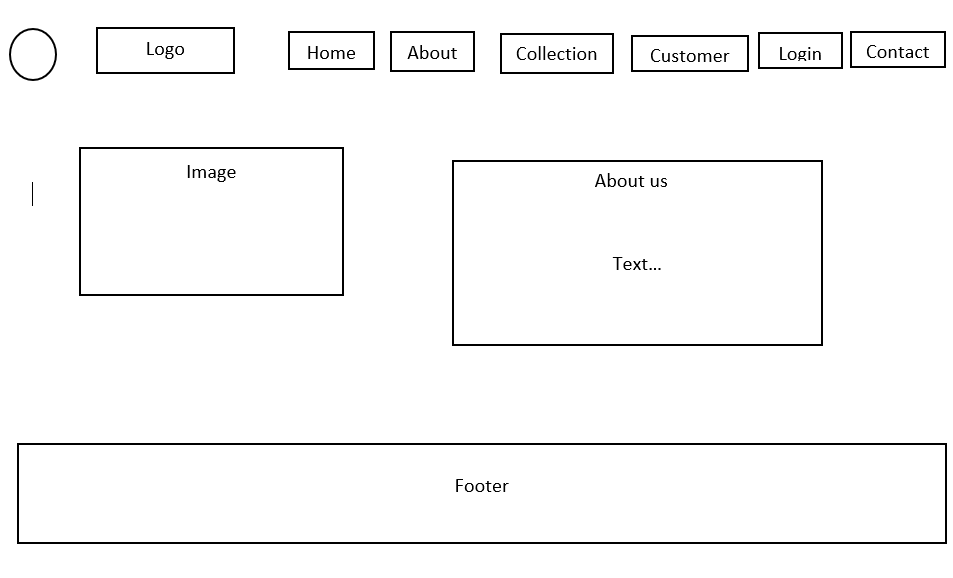 Logo
Home
About
Collection
Customer
Login
Contact
Image
About us
Text...
Footer